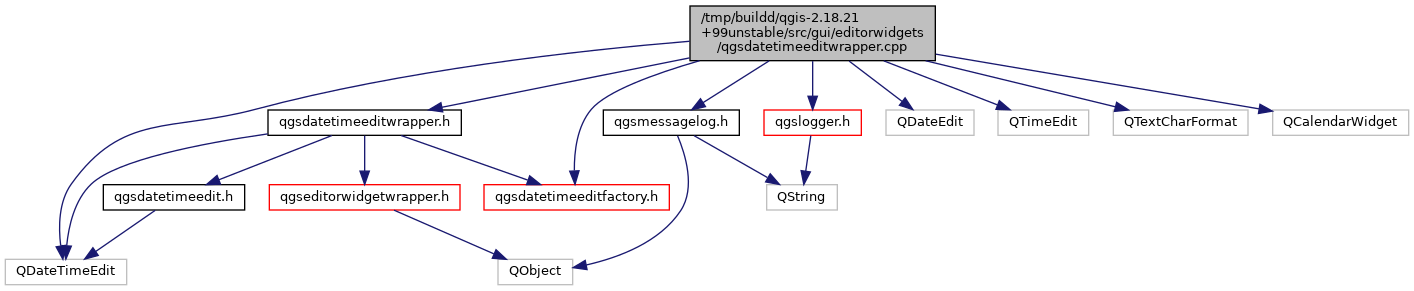 /tmp/buildd/qgis-2.18.21
+99unstable/src/gui/editorwidgets
/qgsdatetimeeditwrapper.cpp
qgsdatetimeeditwrapper.h
qgsmessagelog.h
qgslogger.h
QDateEdit
QTimeEdit
QTextCharFormat
QCalendarWidget
qgsdatetimeedit.h
qgseditorwidgetwrapper.h
qgsdatetimeeditfactory.h
QString
QDateTimeEdit
QObject